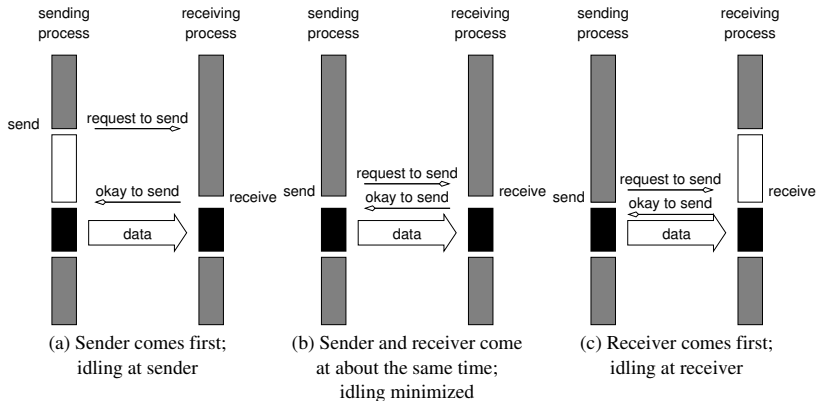 sending
process
receiving
process
send
request to send
okay to send
receive
data
(a) Sender comes first;
idling at sender
sending
process
receiving
process
request to send
send
okay to send
receive
data
(b) Sender and receiver come
at about the same time;
idling minimized
sending
process
receiving
process
request to send
send
okay to send
receive
data
(c) Receiver comes first;
idling at receiver